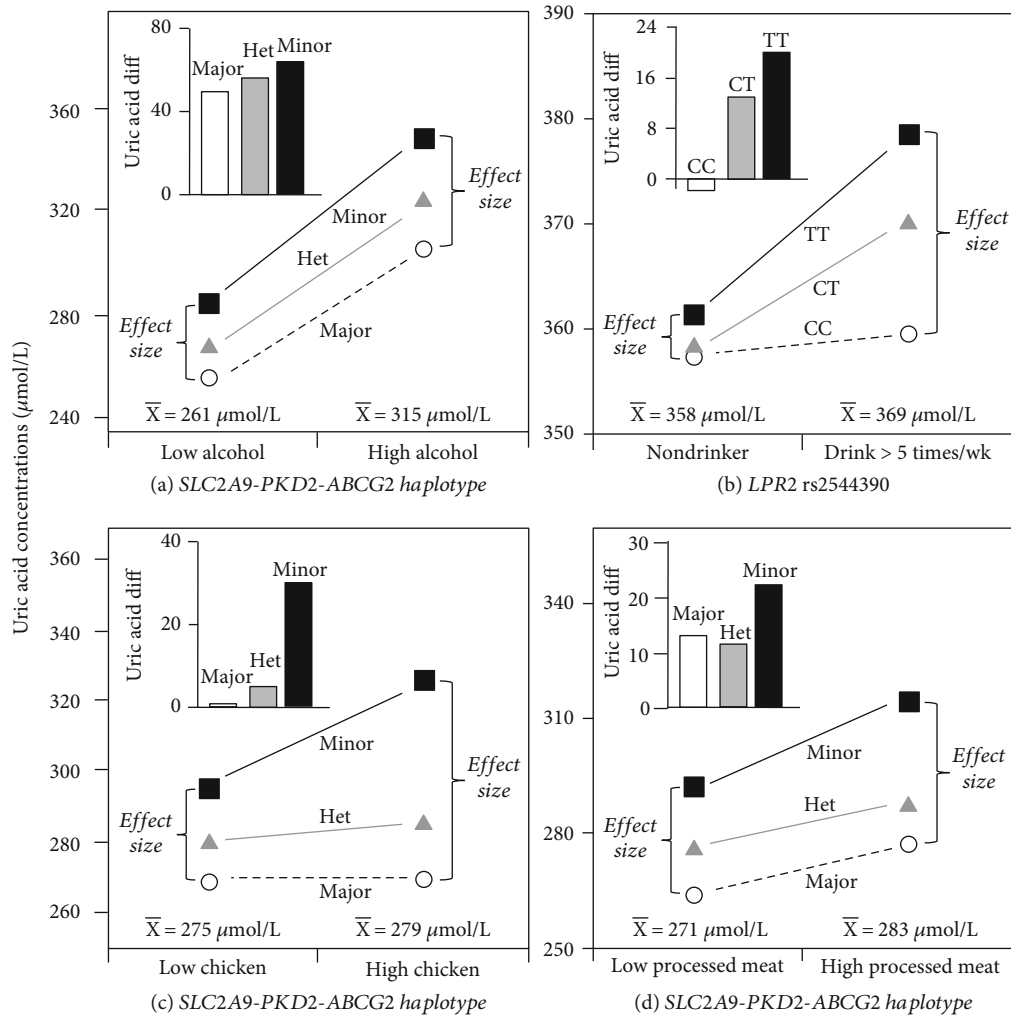 Uric acid concentrations (µmol/L)
360
320
280
240
Uric acid diff
80
40
0
Major
Het
Minor
Minor
Het
Major
Effect
size
Effect
size
X = 261 µmol/L
X = 315 µmol/L
Low alcohol
High alcohol
(a) SLC2A9-PKD2-ABCG2 haplotype
390
380
370
360
350
Uric acid diff
24
16
8
0
CC
CT
TT
TT
CT
CC
Effect
size
Effect
size
X = 358 µmol/L
X = 369 µmol/L
Nondrinker
Drink > 5 times/wk
(b) LPR2 rs2544390
360
340
320
300
280
260
Uric acid diff
40
20
0
Major
Het
Minor
Minor
Het
Major
Effect
size
Effect
size
X = 275 µmol/L
X = 279 µmol/L
Low chicken
High chicken
(c) SLC2A9-PKD2-ABCG2 haplotype
340
310
280
250
Uric acid diff
30
20
10
0
Major
Het
Minor
Minor
Het
Major
Effect
size
Effect
size
X = 271 µmol/L
X = 283 µmol/L
Low processed meat
High processed meat
(d) SLC2A9-PKD2-ABCG2 haplotype